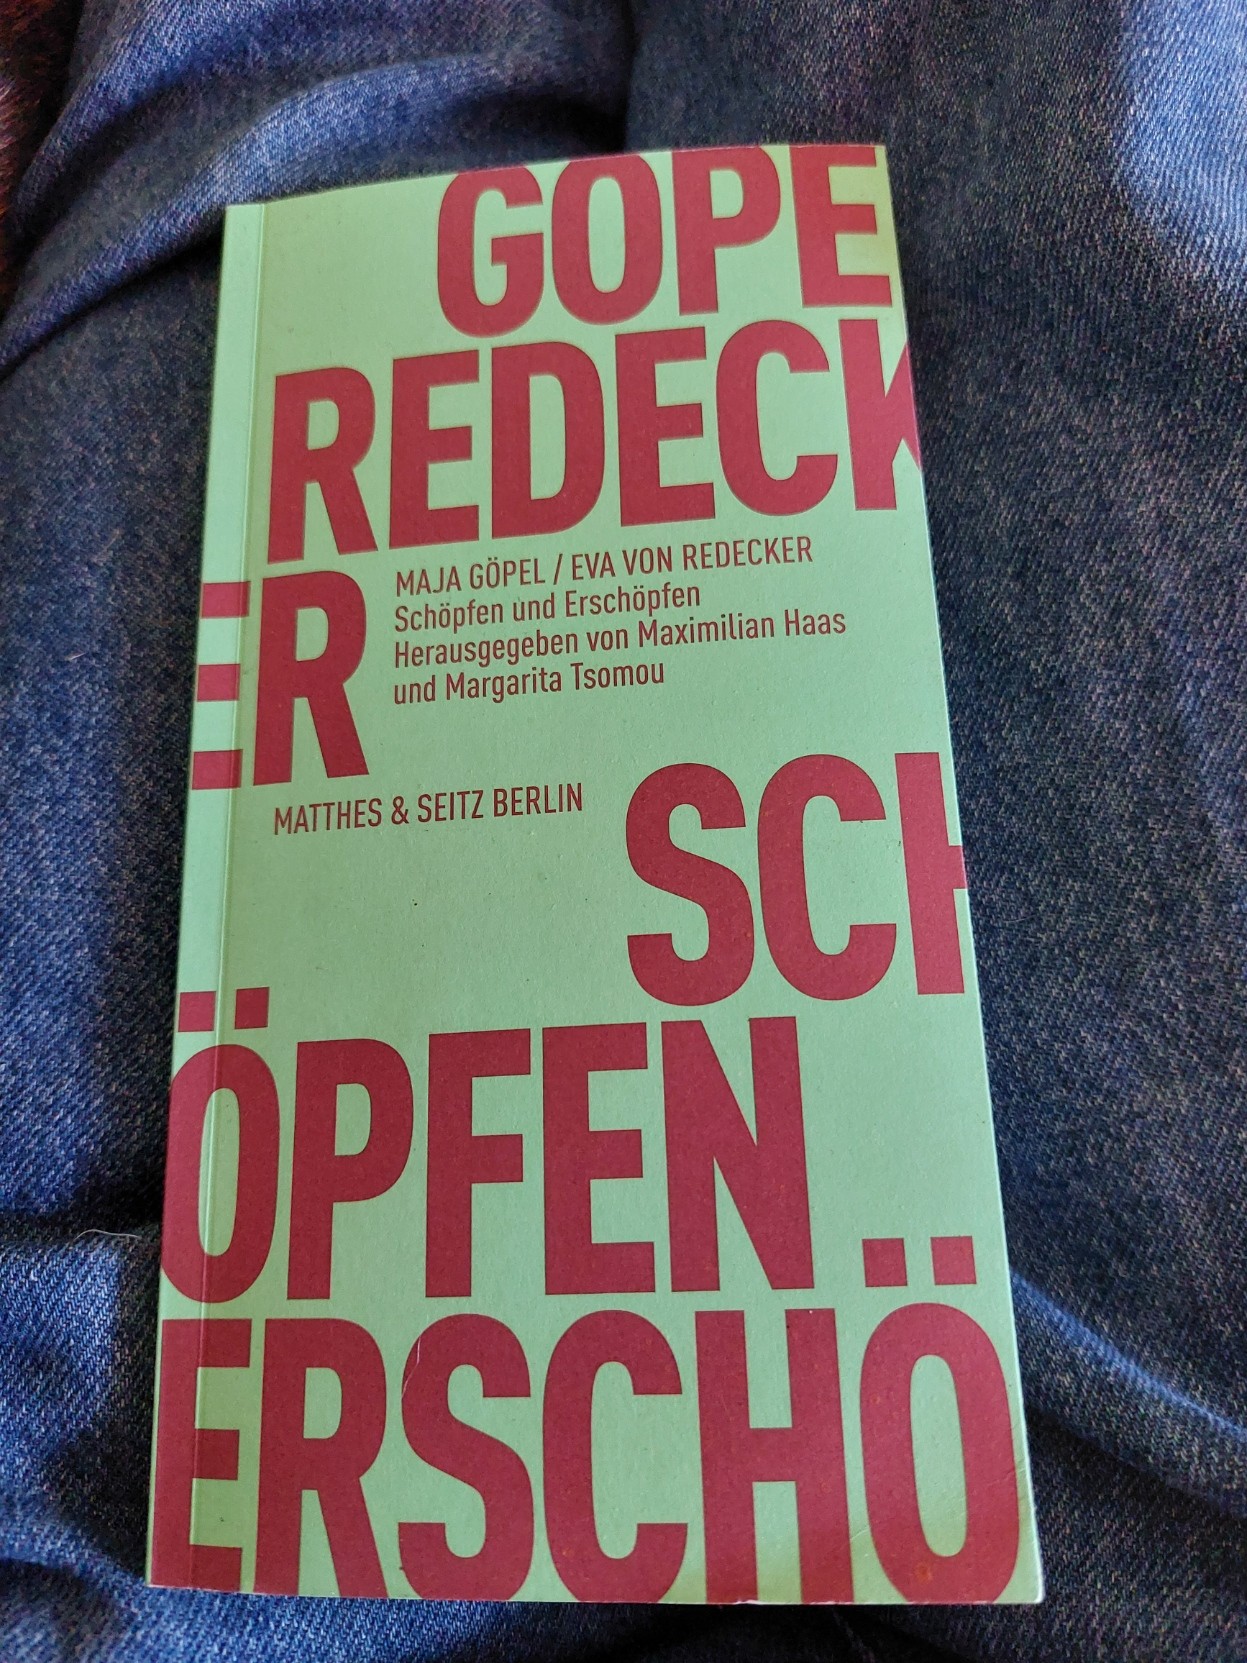 GOPE
REDECK
ER
MAJA GÖPEL / EVA VON REDECKER
Schöpfen und Erschöpfen
Herausgegeben von Maximilian Haas
und Margarita Tsomou
MATTHES & SEITZ BERLIN
SCH
ÖPFEN
ERSCHÖ